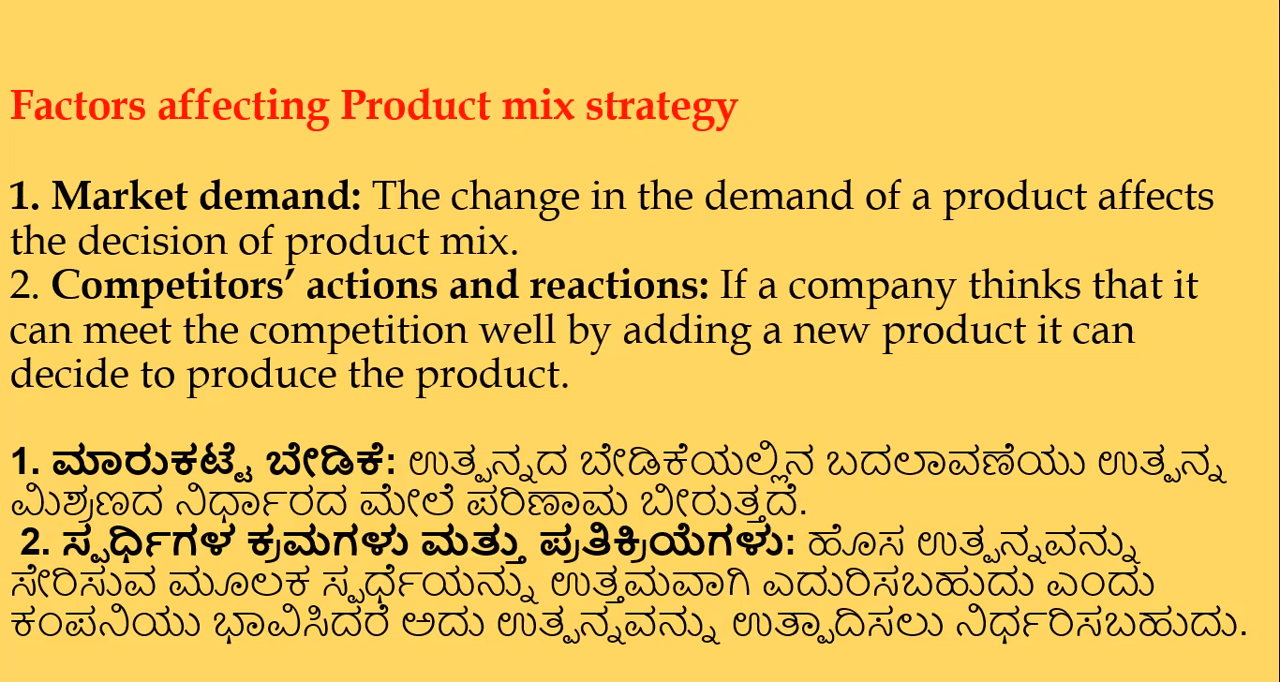 Factors affecting Product mix strategy
1. Market demand: The change in the demand of a product affects
the decision of product mix.
2. Competitors’ actions and reactions: If a company thinks that it
can meet the competition well by adding a new product it can
decide to produce the product.
1. ಮಾರುಕಟ್ಟೆ ಬೇಡಿಕೆ: ಉತ್ಪನ್ನದ ಬೇಡಿಕೆಯಲ್ಲಿನ ಬದಲಾವಣೆಯು ಉತ್ಪನ್ನ
ಮಿಶ್ರಣದ ನಿರ್ಧಾರದ ಮೇಲೆ ಪರಿಣಾಮ ಬೀರುತ್ತದೆ.
2. ಸ್ಪರ್ಧಿಗಳ ಕ್ರಮಗಳು ಮತ್ತು ಪ್ರತಿಕ್ರಿಯೆಗಳು: ಹೊಸ ಉತ್ಪನ್ನವನ್ನು
ಸೇರಿಸುವ ಮೂಲಕ ಸ್ಪರ್ಧೆಯನ್ನು ಉತ್ತಮವಾಗಿ ಎದುರಿಸಬಹುದು ಎಂದು
ಕಂಪನಿಯು ಭಾವಿಸಿದರೆ ಅದು ಉತ್ಪನ್ನವನ್ನು ಉತ್ಪಾದಿಸಲು ನಿರ್ಧರಿಸಬಹುದು.